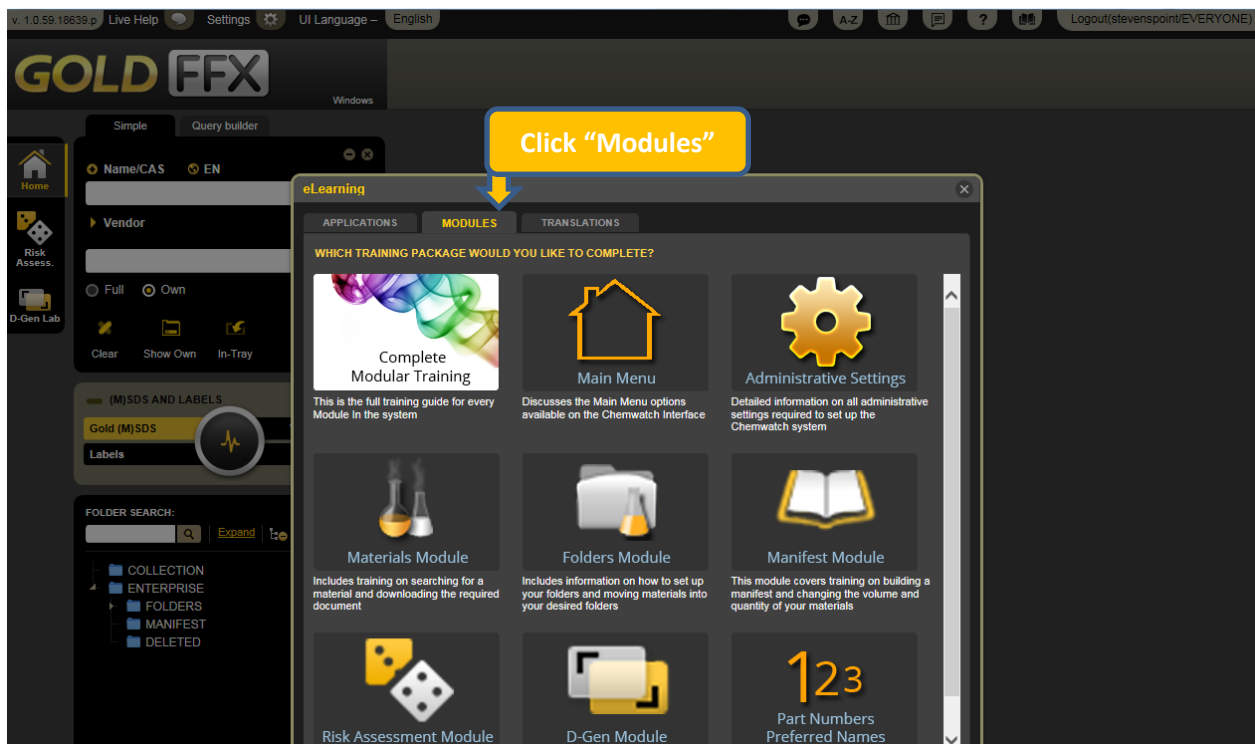 v. 1.0.59.18639.p Live Help Settings UI Language – English A-Z ? Logout(stevenspoint/EVERYONE)
GOLD FFX
Windows
Simple Query builder
Click “Modules”
Name/CAS EN
Home
eLearning
Vendor
APPLICATIONS MODULES TRANSLATIONS
Risk
Assess.
WHICH TRAINING PACKAGE WOULD YOU LIKE TO COMPLETE?
Full Own
D-Gen Lab
Clear Show Own In-Tray
Complete
Modular Training
Main Menu
Administrative Settings
This is the full training guide for every
Module In the system
Discusses the Main Menu options
available on the Chemwatch Interface
Detailed information on all administrative
settings required to set up the
Chemwatch system
(M)SDS AND LABELS
Gold (M)SDS
Labels
FOLDER SEARCH:
Expand
COLLECTION
ENTERPRISE
FOLDERS
MANIFEST
DELETED
Materials Module
Folders Module
Manifest Module
Includes training on searching for a
material and downloading the required
document
Includes information on how to set up
your folders and moving materials into
your desired folders
This module covers training on building a
manifest and changing the volume and
quantity of your materials
Risk Assessment Module
D-Gen Module
123
Part Numbers
Preferred Names